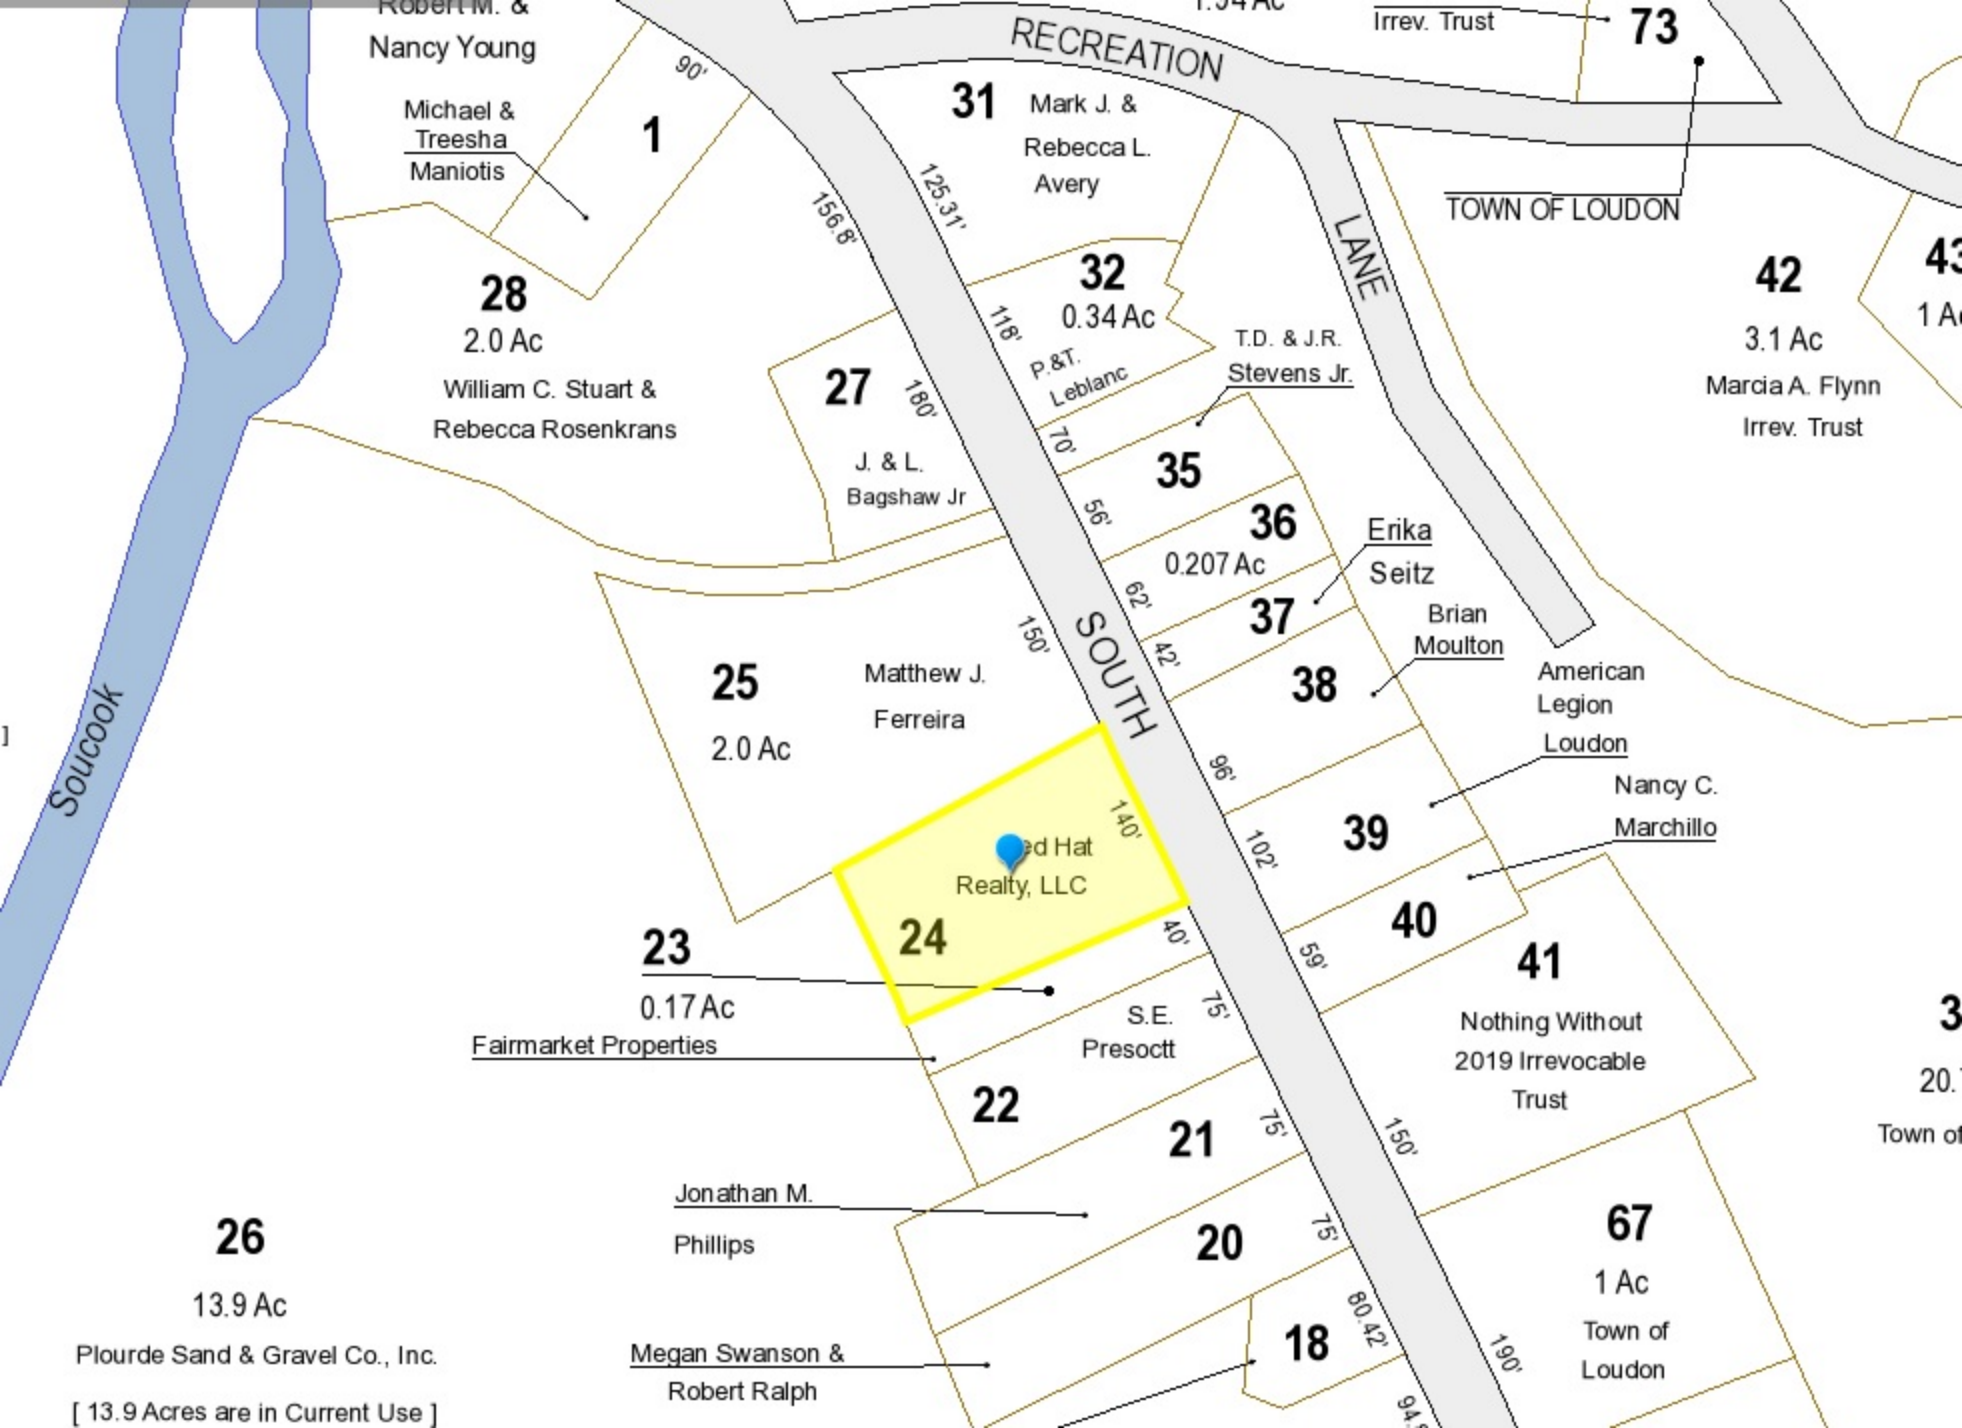 Robert M. &
Nancy Young
Michael &
Treesha
Maniotis
1
90'
RECREATION
31
Mark J. &
Rebecca L.
Avery
125.31'
156.8'
1.94 Ac
Irrev. Trust
73
TOWN OF LOUDON
LANE
42
3.1 Ac
Marcia A. Flynn
Irrev. Trust
43
1 Ac
28
2.0 Ac
William C. Stuart &
Rebecca Rosenkrans
32
0.34 Ac
P.&T.
Leblanc
118'
27
J. & L.
Bagshaw Jr
180'
T.D. & J.R.
Stevens Jr.
70'
35
56'
36
0.207 Ac
62'
Erika
Seitz
37
42'
Brian
Moulton
38
96'
SOUTH
150'
25
Matthew J.
Ferreira
2.0 Ac
American
Legion
Loudon
39
102'
Nancy C.
Marchillo
40
59'
Soucook
]
140'
ed Hat
Realty, LLC
24
23
0.17 Ac
40'
Fairmarket Properties
S.E.
Presoctt
75'
22
41
Nothing Without
2019 Irrevocable
Trust
150'
21
75'
Jonathan M.
Phillips
20
75'
67
1 Ac
Town of
Loudon
190'
18
80.42'
94.
Megan Swanson &
Robert Ralph
26
13.9 Ac
Plourde Sand & Gravel Co., Inc.
[ 13.9 Acres are in Current Use ]
3
20.
Town of